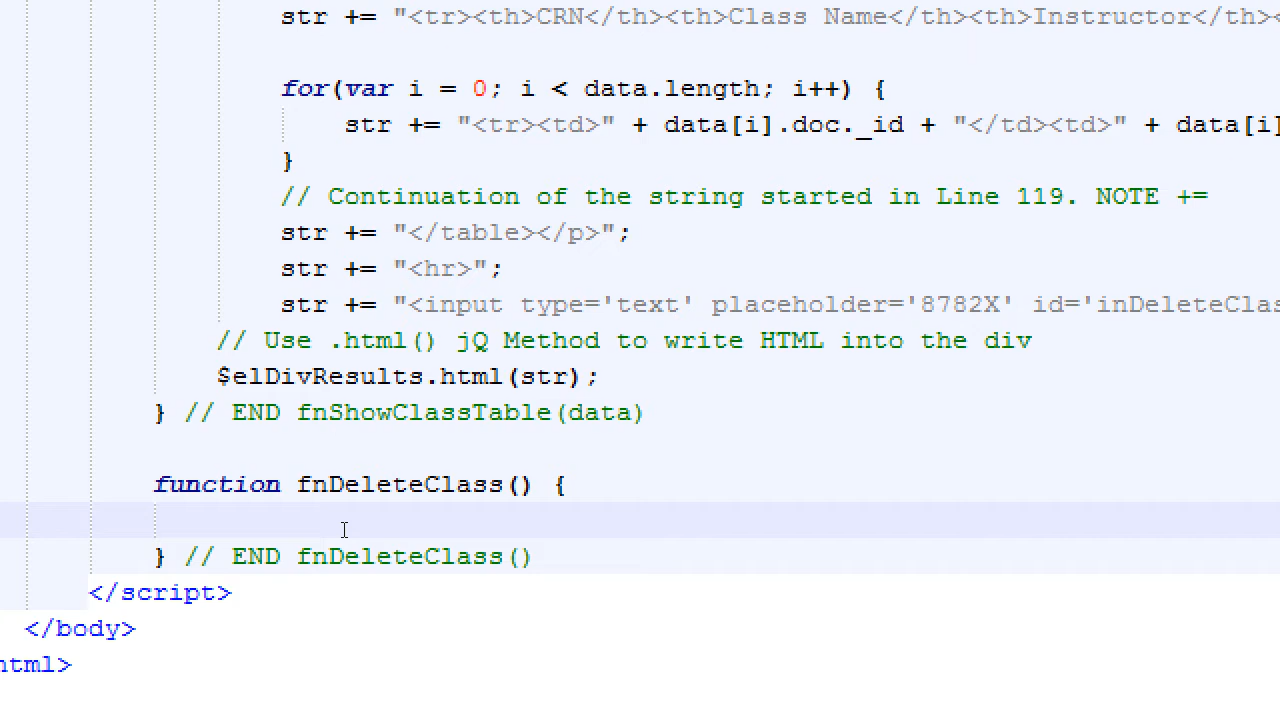 str += "<tr><th>CRN</th><th>Class Name</th><th>Instructor</th><
for(var i = 0; i < data.length; i++) {
str += "<tr><td>" + data[i].doc._id + "</td><td>" + data[i]
}
// Continuation of the string started in Line 119. NOTE +=
str += "</table></p>";
str += "<hr>";
str += "<input type='text' placeholder='8782X' id='inDeleteClas
// Use .html() jQ Method to write HTML into the div
$elDivResults.html(str);
} // END fnShowClassTable(data)
function fnDeleteClass() {
} // END fnDeleteClass()
</script>
</body>
html>